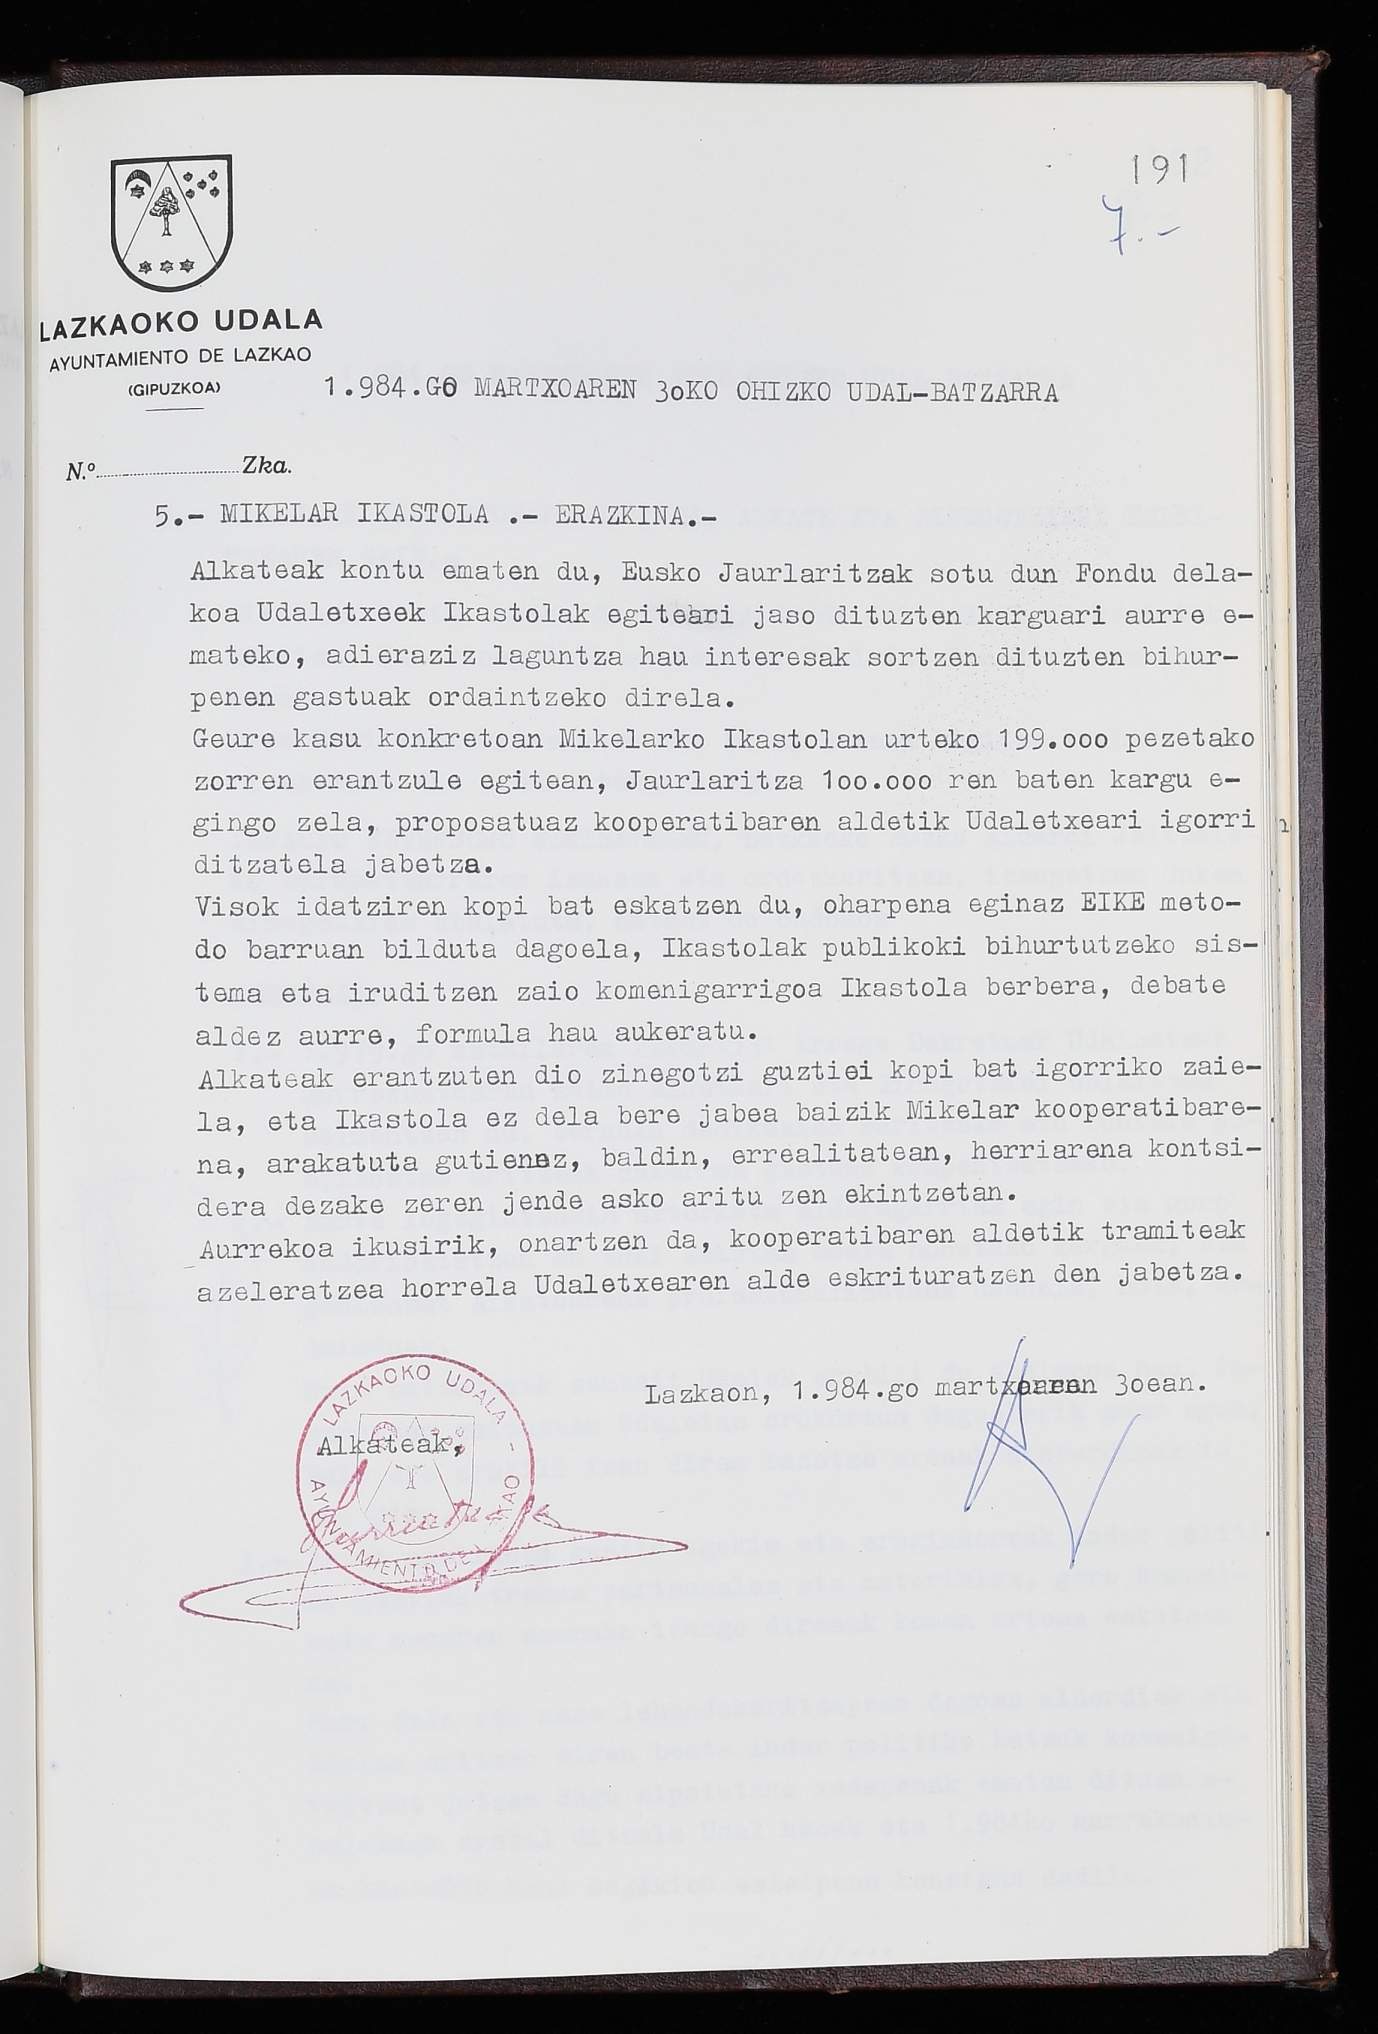 191
7.-
LAZKAOKO UDALA
AYUNTAMIENTO DE LAZKAO
(GIPUZKOA)
1.984.GO MARTXOAREN 3oKO OHIZKO UDAL-BATZARRA
N.º Zka.
5.- MIKELAR IKASTOLA .- ERAZKINA.-
Alkateak kontu ematen du, Eusko Jaurlaritzak sotu dun Fondu dela-
koa Udaletxeek Ikastolak egiteari jaso dituzten karguari aurre e-
mateko, adieraziz laguntza hau interesak sortzen dituzten bihur-
penen gastuak ordaintzeko direla.
Geure kasu konkretoan Mikelarko Ikastolan urteko 199.ooo pezetako
zorren erantzule egitean, Jaurlaritza 1oo.ooo ren baten kargu e-
gingo zela, proposatuaz kooperatibaren aldetik Udaletxeari igorri
ditzatela jabetza.
Visok idatziren kopi bat eskatzen du, oharpena eginaz EIKE meto-
do barruan bilduta dagoela, Ikastolak publikoki bihurtutzeko sis-
tema eta iruditzen zaio komenigarrigoa Ikastola berbera, debate
aldez aurre, formula hau aukeratu.
Alkateak erantzuten dio zinegotzi guztiei kopi bat igorriko zaie-
la, eta Ikastola ez dela bere jabea baizik Mikelar kooperatibare-
na, arakatuta gutienez, baldin, errealitatean, herriarena kontsi-
dera dezake zeren jende asko aritu zen ekintzetan.
Aurrekoa ikusirik, onartzen da, kooperatibaren aldetik tramiteak
azeleratzea horrela Udaletxearen alde eskrituratzen den jabetza.
Lazkaon, 1.984.go martxoaren 3oean.
LAZKAOKO UDALA -
Alkateak,
AYUNTAMIENTO DE LAZKAO